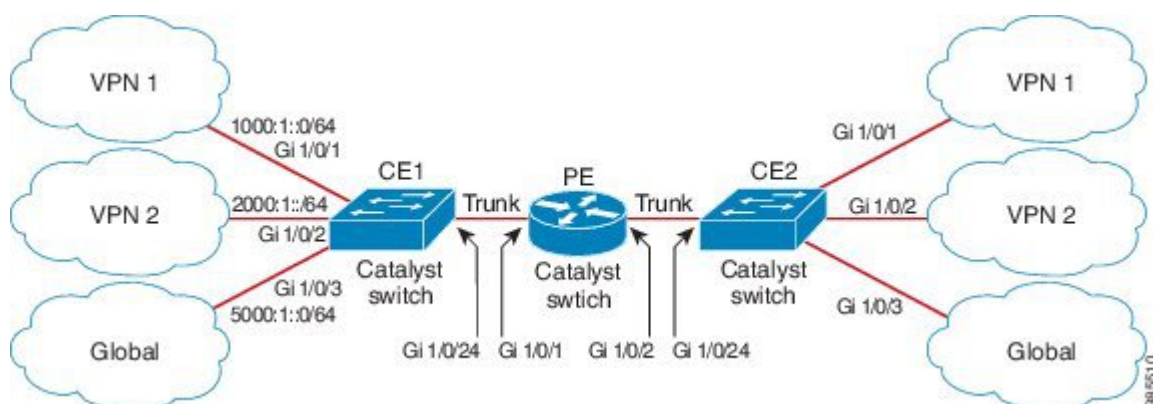 VPN 1
1000:1::0/64
Gi 1/0/1
VPN 2
2000:1::/64
Gi 1/0/2
Global
Gi 1/0/3
5000:1::0/64
CE1
Catalyst
switch
Trunk
PE
Catalyst
swtich
Trunk
CE2
Catalyst
switch
Gi 1/0/24
Gi 1/0/1
Gi 1/0/2
Gi 1/0/24
Gi 1/0/1
VPN 1
Gi 1/0/2
VPN 2
Gi 1/0/3
Global